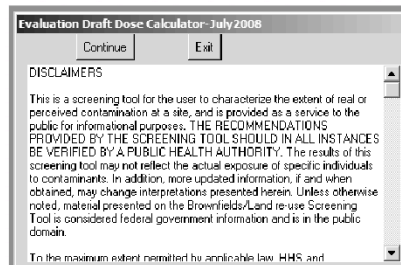 Evaluation Draft Dose Calculator-July2008
Continue Exit
DISCLAIMERS
This is a screening tool for the user to characterize the extent of real or
perceived contamination at a site, and is provided as a service to the
public for informational purposes. THE RECOMMENDATIONS
PROVIDED BY THE SCREENING TOOL SHOULD IN ALL INSTANCES
BE VERIFIED BY A PUBLIC HEALTH AUTHORITY. The results of this
screening tool may not reflect the actual exposure of specific individuals
to contaminants. In addition, more updated information, if and when
obtained, may change interpretations presented herein. Unless otherwise
noted, material presented on the Brownfields/Land re-use Screening
Tool is considered federal government information and is in the public
domain.
To the maximum extent permitted by applicable law, HHS and